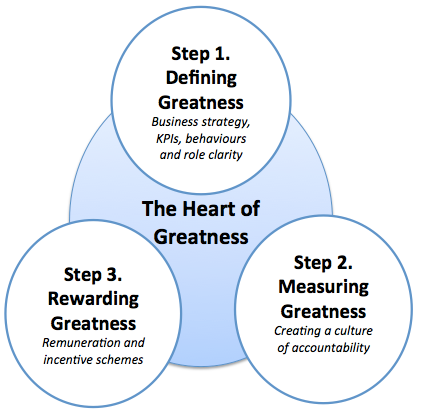 Step 1.
Defining
Greatness
Business strategy,
KPIs, behaviours
and role clarity
The Heart of
Greatness
Step 2.
Measuring
Greatness
Creating a culture
of accountability
Step 3.
Rewarding
Greatness
Remuneration and
incentive schemes